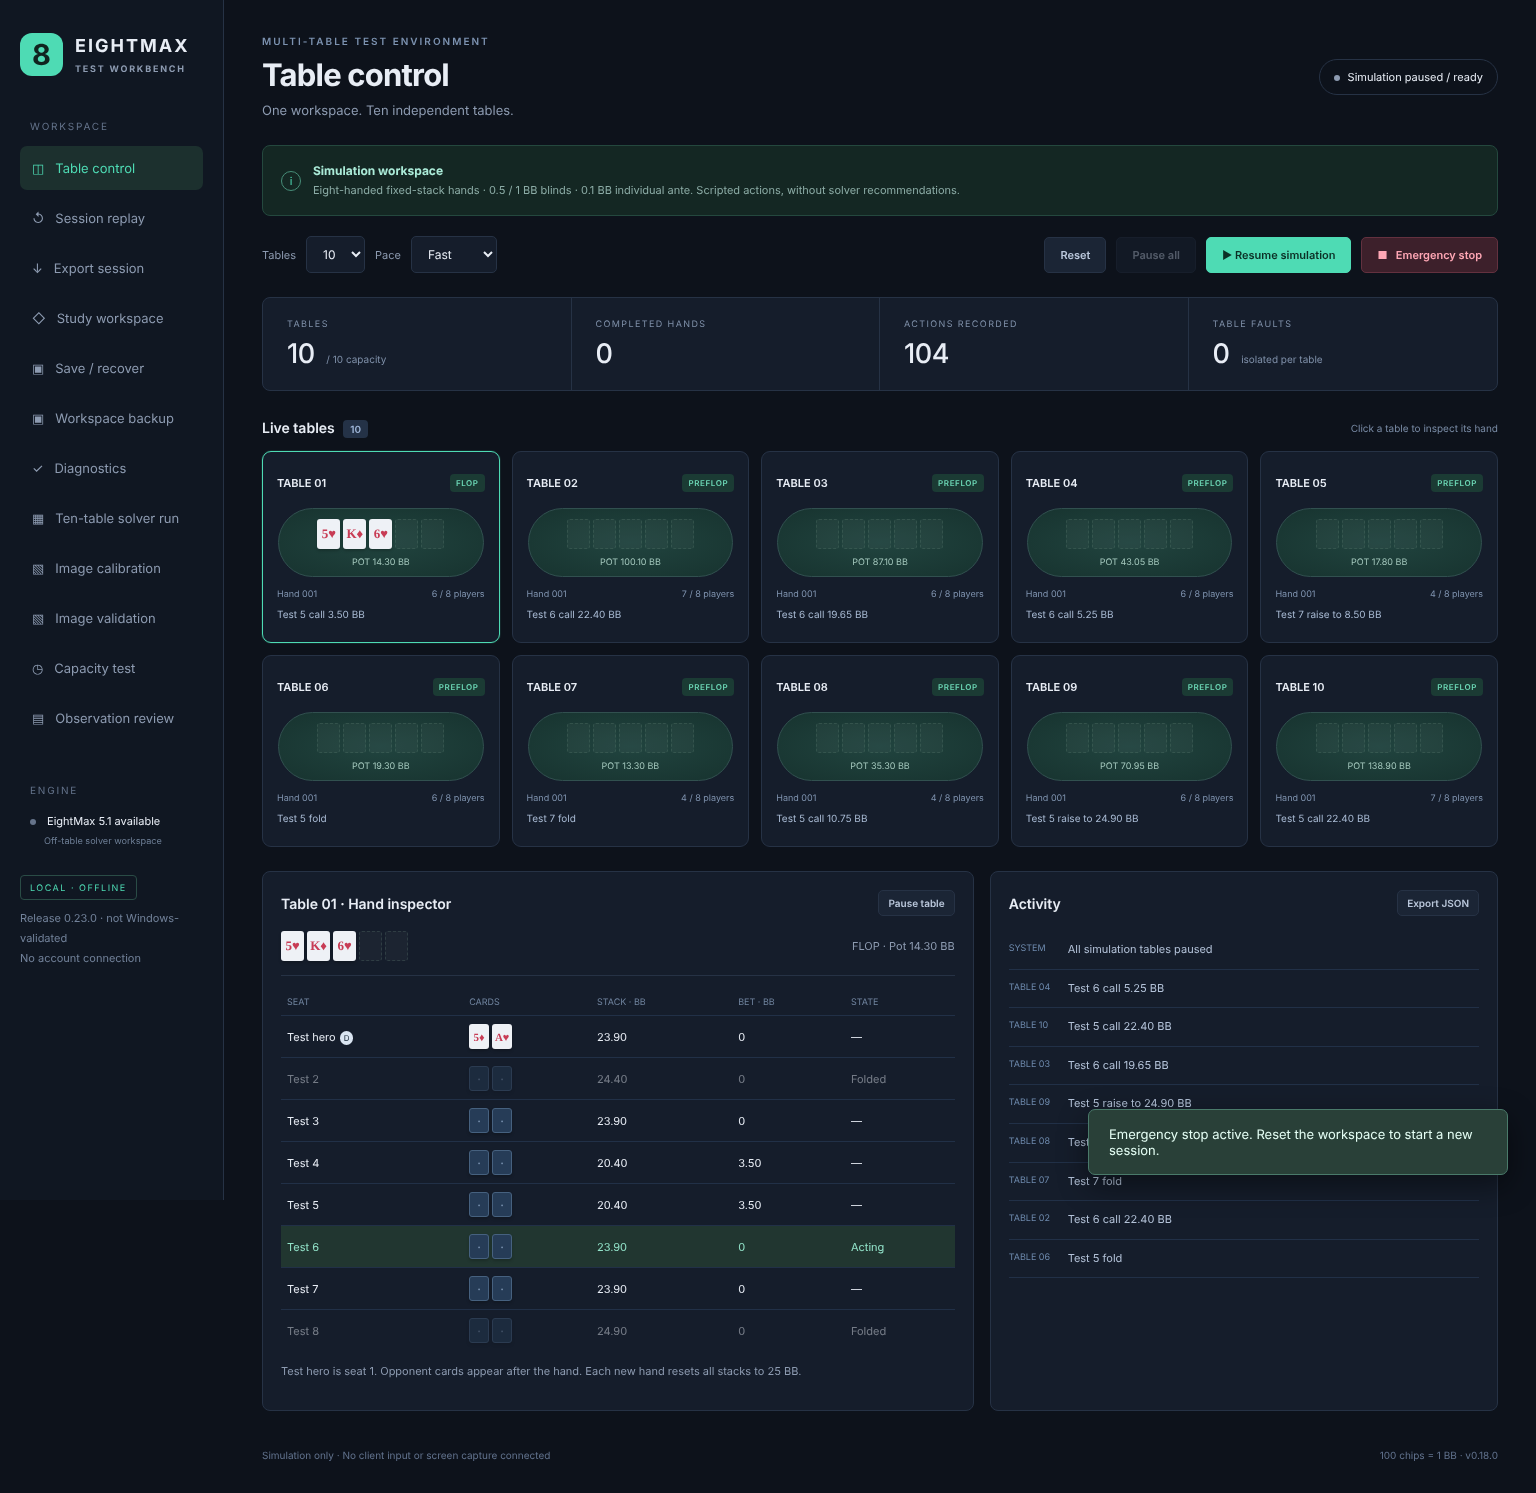 8 EIGHTMAX
TEST WORKBENCH
WORKSPACE
Table control
Session replay
Export session
Study workspace
Save / recover
Workspace backup
Diagnostics
Ten-table solver run
Image calibration
Image validation
Capacity test
Observation review
ENGINE
EightMax 5.1 available
Off-table solver workspace
LOCAL · OFFLINE
Release 0.23.0 · not Windows-
validated
No account connection
MULTI-TABLE TEST ENVIRONMENT
Table control
One workspace. Ten independent tables.
Simulation paused / ready
i
Simulation workspace
Eight-handed fixed-stack hands · 0.5 / 1 BB blinds · 0.1 BB individual ante. Scripted actions, without solver recommendations.
Tables 10 Pace Fast
Reset Pause all ▶ Resume simulation ■ Emergency stop
TABLES COMPLETED HANDS ACTIONS RECORDED TABLE FAULTS
10 / 10 capacity 0 104 0 isolated per table
Live tables 10
Click a table to inspect its hand
TABLE 01 FLOP TABLE 02 PREFLOP TABLE 03 PREFLOP TABLE 04 PREFLOP TABLE 05 PREFLOP
5♥ K♦ 6♥
POT 14.30 BB POT 100.10 BB POT 87.10 BB POT 43.05 BB POT 17.80 BB
Hand 001 6 / 8 players Hand 001 7 / 8 players Hand 001 6 / 8 players Hand 001 6 / 8 players Hand 001 4 / 8 players
Test 5 call 3.50 BB Test 6 call 22.40 BB Test 6 call 19.65 BB Test 6 call 5.25 BB Test 7 raise to 8.50 BB
TABLE 06 PREFLOP TABLE 07 PREFLOP TABLE 08 PREFLOP TABLE 09 PREFLOP TABLE 10 PREFLOP
POT 19.30 BB POT 13.30 BB POT 35.30 BB POT 70.95 BB POT 138.90 BB
Hand 001 6 / 8 players Hand 001 4 / 8 players Hand 001 4 / 8 players Hand 001 6 / 8 players Hand 001 7 / 8 players
Test 5 fold Test 7 fold Test 5 call 10.75 BB Test 5 raise to 24.90 BB Test 5 call 22.40 BB
Table 01 · Hand inspector Pause table
5♥ K♦ 6♥ FLOP · Pot 14.30 BB
SEAT CARDS STACK · BB BET · BB STATE
Test hero D 5♦ A♥ 23.90 0 —
Test 2 24.40 0 Folded
Test 3 23.90 0 —
Test 4 20.40 3.50 —
Test 5 20.40 3.50 —
Test 6 23.90 0 Acting
Test 7 23.90 0 —
Test 8 24.90 0 Folded
Test hero is seat 1. Opponent cards appear after the hand. Each new hand resets all stacks to 25 BB.
Activity Export JSON
SYSTEM All simulation tables paused
TABLE 04 Test 6 call 5.25 BB
TABLE 10 Test 5 call 22.40 BB
TABLE 03 Test 6 call 19.65 BB
TABLE 09 Test 5 raise to 24.90 BB
TABLE 08
Emergency stop active. Reset the workspace to start a new
session.
TABLE 07 Test 7 fold
TABLE 02 Test 6 call 22.40 BB
TABLE 06 Test 5 fold
Simulation only · No client input or screen capture connected
100 chips = 1 BB · v0.18.0